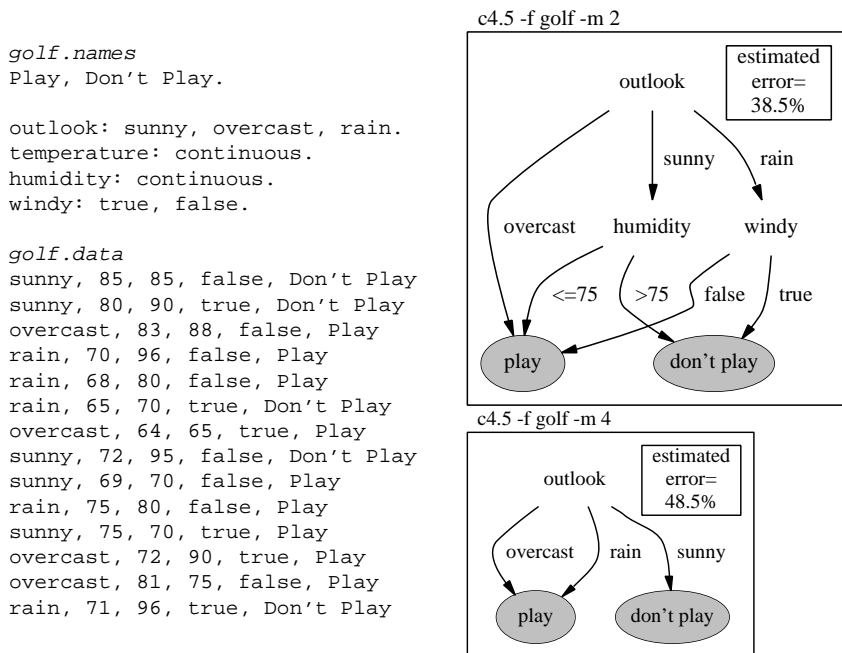 golf.names
Play, Don't Play.
outlook: sunny, overcast, rain.
temperature: continuous.
humidity: continuous.
windy: true, false.
golf.data
sunny, 85, 85, false, Don't Play
sunny, 80, 90, true, Don't Play
overcast, 83, 88, false, Play
rain, 70, 96, false, Play
rain, 68, 80, false, Play
rain, 65, 70, true, Don't Play
overcast, 64, 65, true, Play
sunny, 72, 95, false, Don't Play
sunny, 69, 70, false, Play
rain, 75, 80, false, Play
sunny, 75, 70, true, Play
overcast, 72, 90, true, Play
overcast, 81, 75, false, Play
rain, 71, 96, true, Don't Play
c4.5 -f golf -m 2
estimated
error=
38.5%
outlook
sunny rain
overcast humidity windy
<=75 >75 false true
play don't play
c4.5 -f golf -m 4
estimated
error=
48.5%
outlook
overcast rain sunny
play don't play